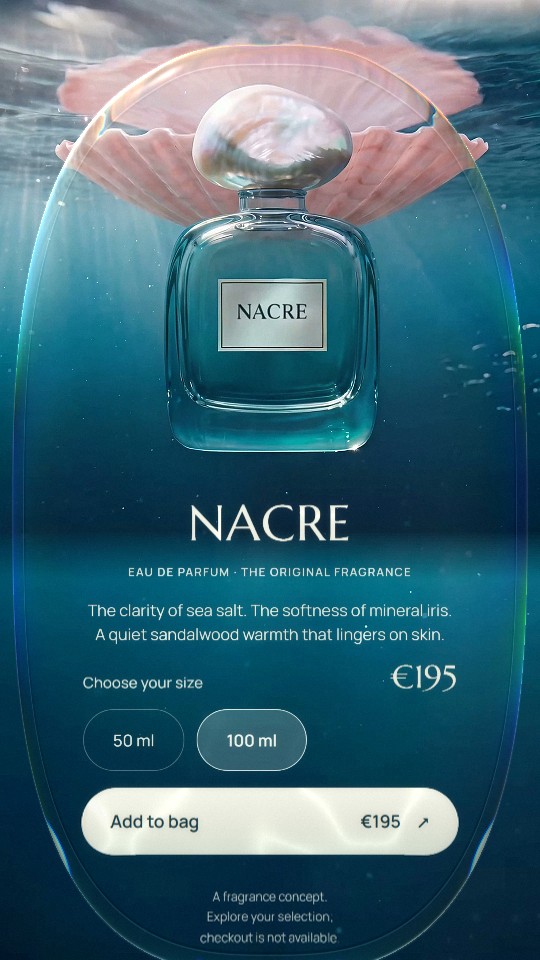 NACRE
NACRE
EAU DE PARFUM · THE ORIGINAL FRAGRANCE
The clarity of sea salt. The softness of mineral iris.
A quiet sandalwood warmth that lingers on skin.
Choose your size
€195
50 ml
100 ml
Add to bag
€195 ↗
A fragrance concept.
Explore your selection;
checkout is not available.